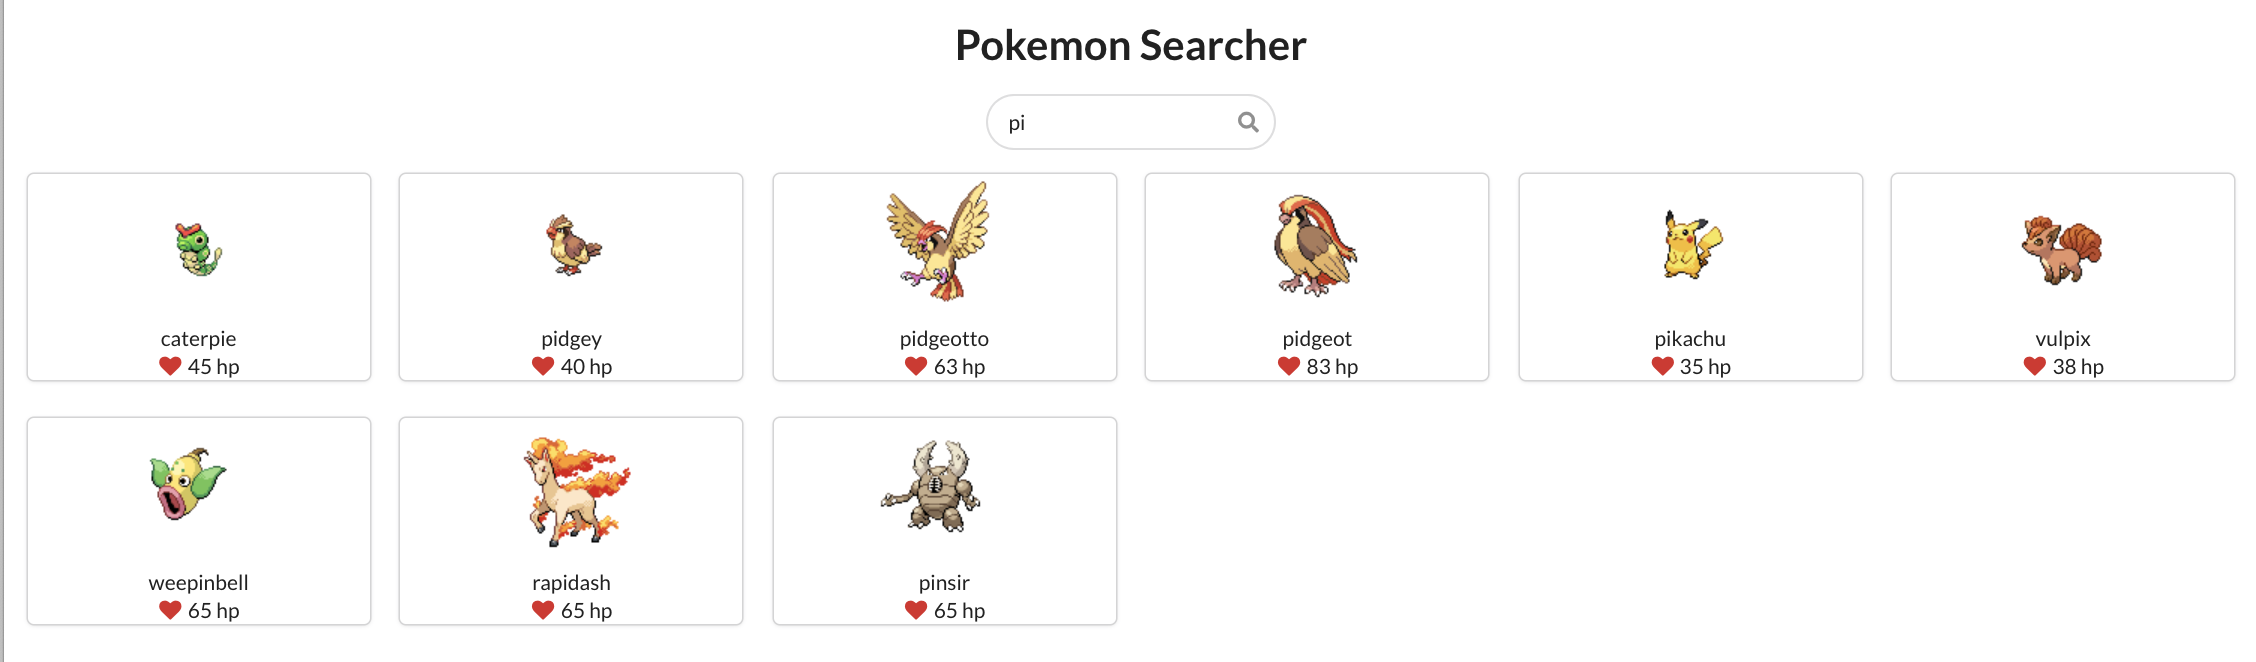 Pokemon Searcher
pi
caterpie
45 hp
pidgey
40 hp
pidgeotto
63 hp
pidgeot
83 hp
pikachu
35 hp
vulpix
38 hp
weepinbell
65 hp
rapidash
65 hp
pinsir
65 hp